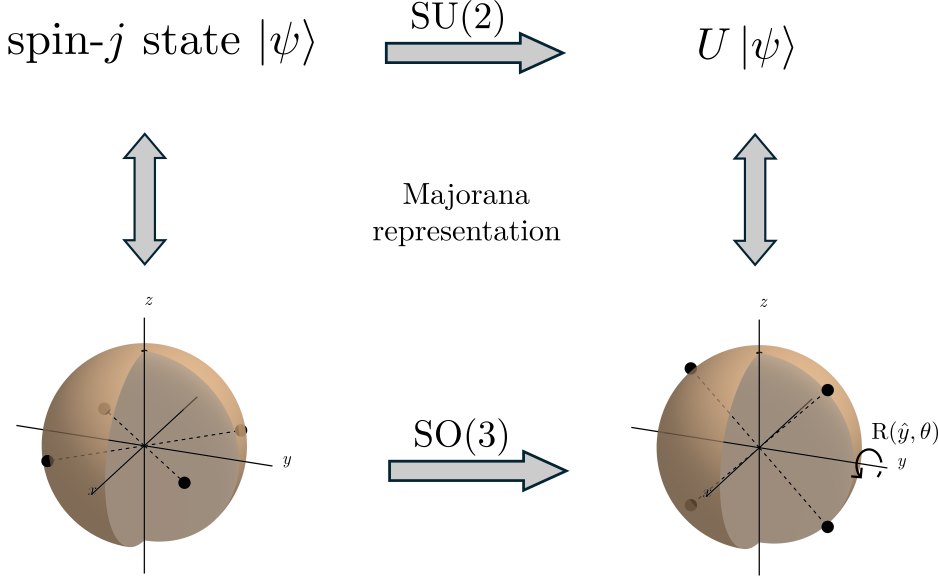 spin-j state |ψ⟩
SU(2)
U |ψ⟩
Majorana
representation
z
z
x
y
SO(3)
x
R(ŷ, θ)
y